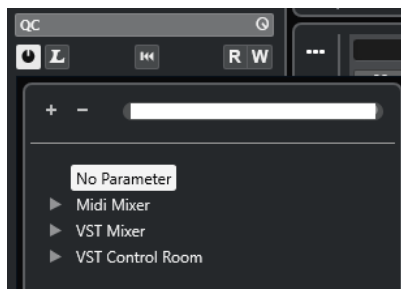 QC
L
R W
+ -
No Parameter
Midi Mixer
VST Mixer
VST Control Room